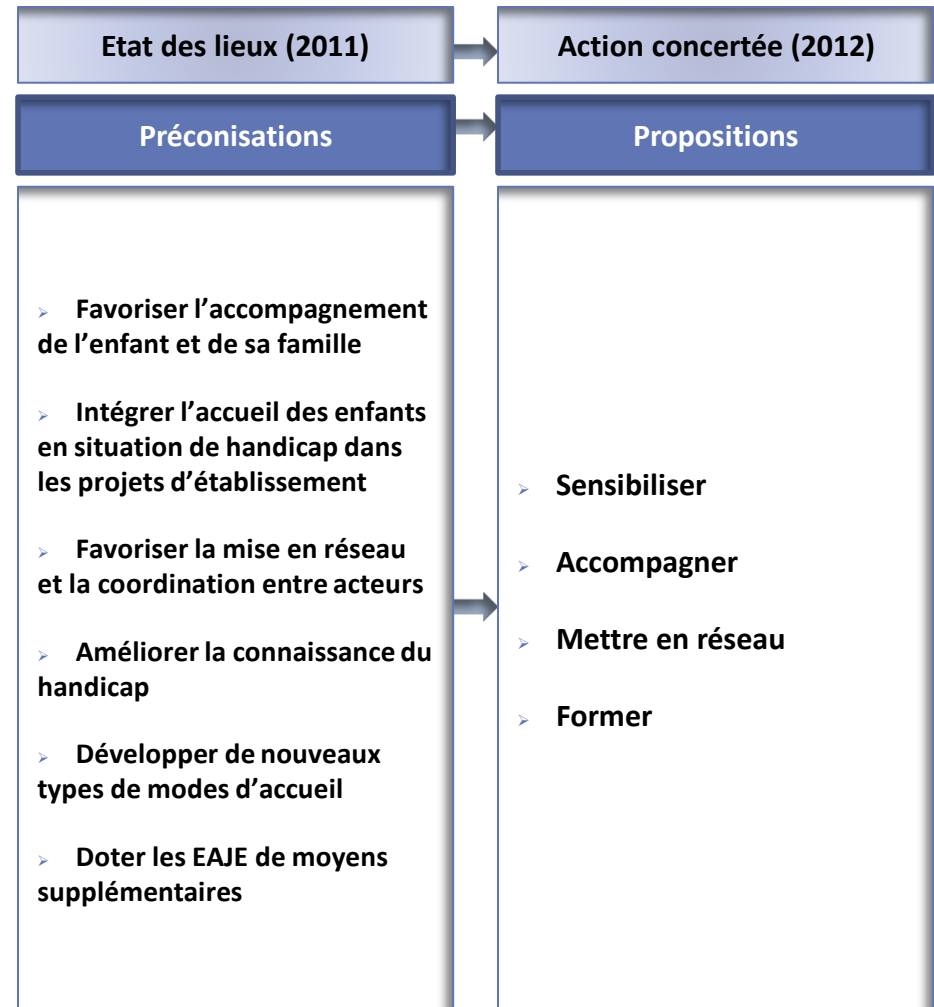 Etat des lieux (2011)
Action concertée (2012)
Préconisations
Propositions
➢ Favoriser l'accompagnement
de l'enfant et de sa famille
➢ Intégrer l'accueil des enfants
en situation de handicap dans
les projets d'établissement
➢ Favoriser la mise en réseau
et la coordination entre acteurs
➢ Améliorer la connaissance du
handicap
➢ Développer de nouveaux
types de modes d'accueil
➢ Doter les EAJE de moyens
supplémentaires
➢ Sensibiliser
➢ Accompagner
➢ Mettre en réseau
➢ Former